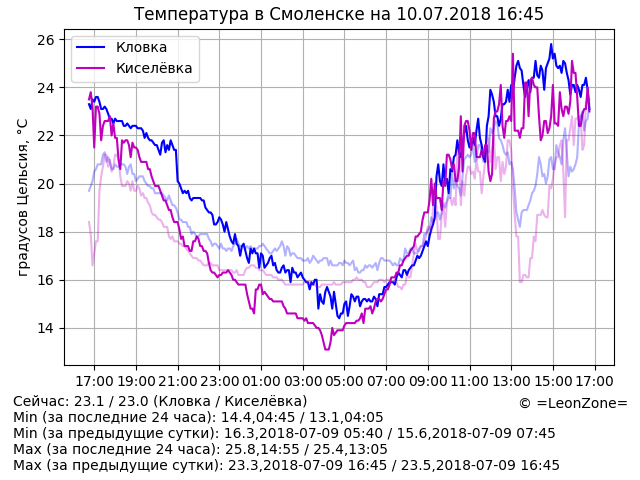 Температура в Смоленске на 10.07.2018 16:45
Кловка
Киселёвка
градусов Цельсия, °C
26
24
22
20
18
16
14
17:00 19:00 21:00 23:00 01:00 03:00 05:00 07:00 09:00 11:00 13:00 15:00 17:00
Сейчас: 23.1 / 23.0 (Кловка / Киселёвка)
© =LeonZone=
Min (за последние 24 часа): 14.4,04:45 / 13.1,04:05
Min (за предыдущие сутки): 16.3,2018-07-09 05:40 / 15.6,2018-07-09 07:45
Max (за последние 24 часа): 25.8,14:55 / 25.4,13:05
Max (за предыдущие сутки): 23.3,2018-07-09 16:45 / 23.5,2018-07-09 16:45